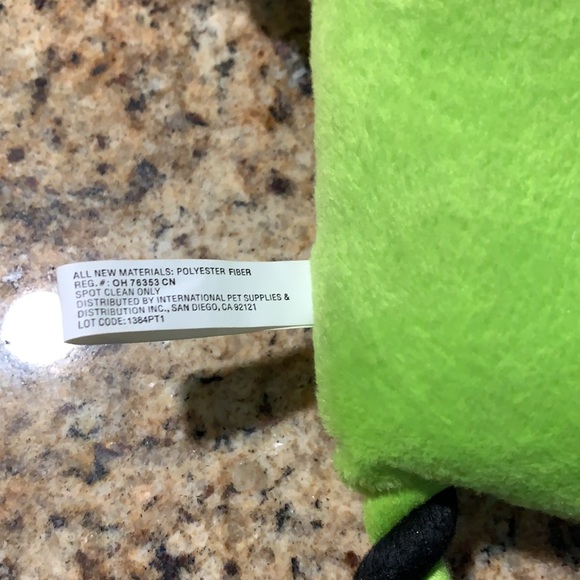 ALL NEW MATERIALS: POLYESTER FIBER
REG.#: OH 76353 CN
SPOT CLEAN ONLY
DISTRIBUTED BY INTERNATIONAL PET SUPPLIES &
DISTRIBUTION INC., SAN DIEGO, CA 92121
LOT CODE:1384PT1